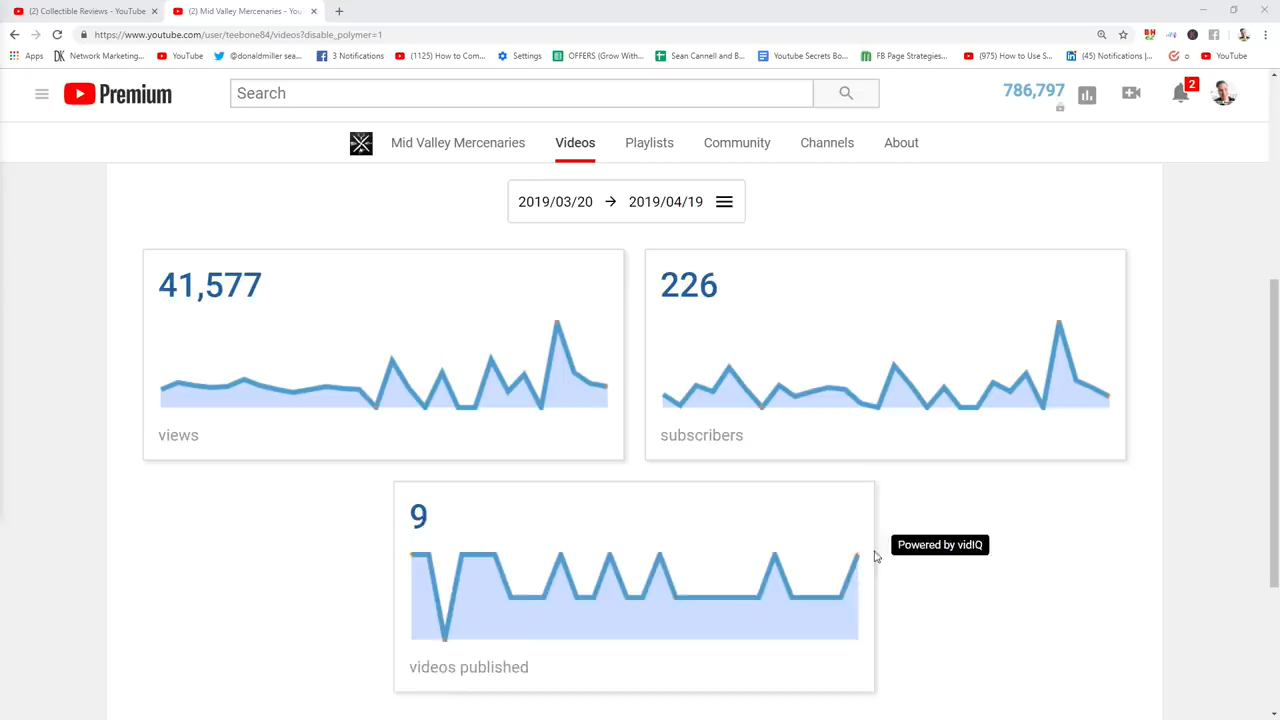 (2) Collectible Reviews - YouTube
(2) Mid Valley Mercenaries - You
https://www.youtube.com/user/teebone84/videos?disable_polymer=1
Apps
Network Marketing...
YouTube
@donaldmiller sea...
3 Notifications
(1125) How to Com...
Settings
OFFERS (Grow With...
Sean Cannell and B...
Youtube Secrets Bo...
FB Page Strategies...
(975) How to Use S...
(45) Notifications |...
o
YouTube
Premium
Search
786,797
2
Mid Valley Mercenaries
Videos
Playlists
Community
Channels
About
2019/03/20 → 2019/04/19
41,577
views
226
subscribers
9
videos published
Powered by vidIQ